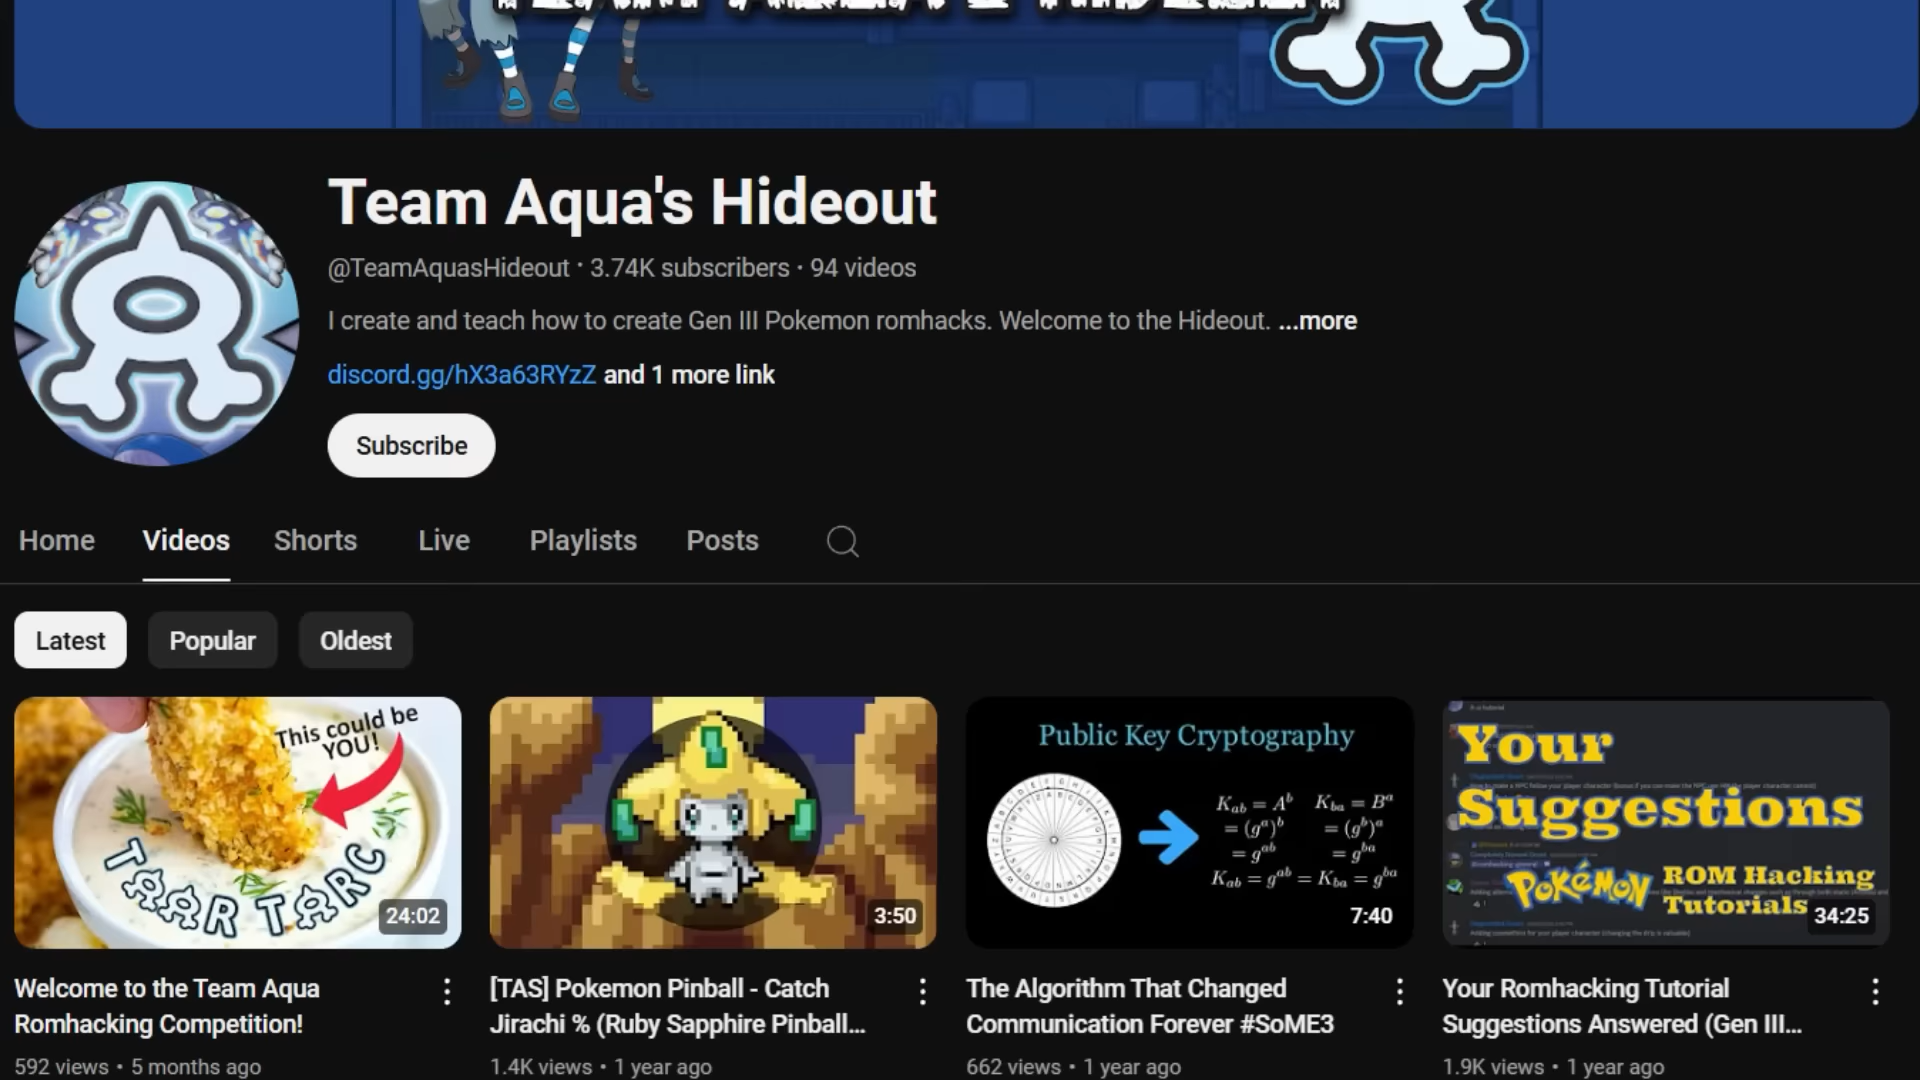 Team Aqua's Hideout
@TeamAquasHideout · 3.74K subscribers · 94 videos
I create and teach how to create Gen III Pokemon romhacks. Welcome to the Hideout. ...more
discord.gg/hX3a63RYzZ and 1 more link
Subscribe
Home Videos Shorts Live Playlists Posts
Latest Popular Oldest
This could be
YOU!
TAAR TARC
24:02
3:50
Public Key Cryptography
K_ab = A^b K_ba = B^a
= (g^a)^b = (g^b)^a
= g^ab = g^ba
K_ab = g^ab = K_ba = g^ba
7:40
Your
Suggestions
POKéMON ROM Hacking
Tutorials
34:25
Welcome to the Team Aqua
Romhacking Competition!
592 views • 5 months ago
[TAS] Pokemon Pinball - Catch
Jirachi % (Ruby Sapphire Pinball...
1.4K views • 1 year ago
The Algorithm That Changed
Communication Forever #SoME3
662 views • 1 year ago
Your Romhacking Tutorial
Suggestions Answered (Gen III...
1.9K views • 1 year ago